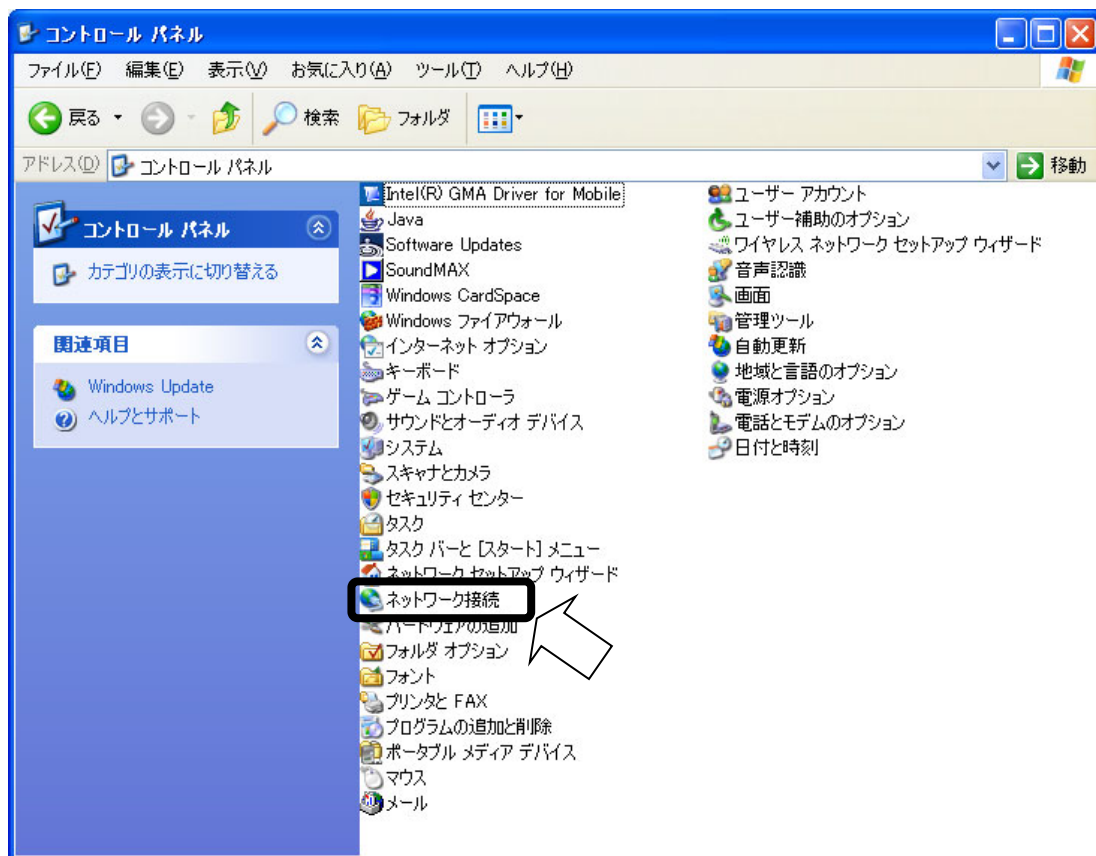 コントロール パネル
ファイル(F) 編集(E) 表示(V) お気に入り(A) ツール(T) ヘルプ(H)
戻る 検索 フォルダ
アドレス(D) コントロール パネル 移動
コントロール パネル
カテゴリの表示に切り替える
関連項目
Windows Update
ヘルプとサポート
Intel(R) GMA Driver for Mobile
Java
Software Updates
SoundMAX
Windows CardSpace
Windows ファイアウォール
インターネット オプション
キーボード
ゲーム コントローラ
サウンドとオーディオ デバイス
システム
スキャナとカメラ
セキュリティ センター
タスク
タスク バーと [スタート] メニュー
ネットワーク セットアップ ウィザード
ネットワーク接続
ハードウェアの追加
フォルダ オプション
フォント
プリンタと FAX
プログラムの追加と削除
ポータブル メディア デバイス
マウス
メール
ユーザー アカウント
ユーザー補助のオプション
ワイヤレス ネットワーク セットアップ ウィザード
音声認識
画面
管理ツール
自動更新
地域と言語のオプション
電源オプション
電話とモデムのオプション
日付と時刻